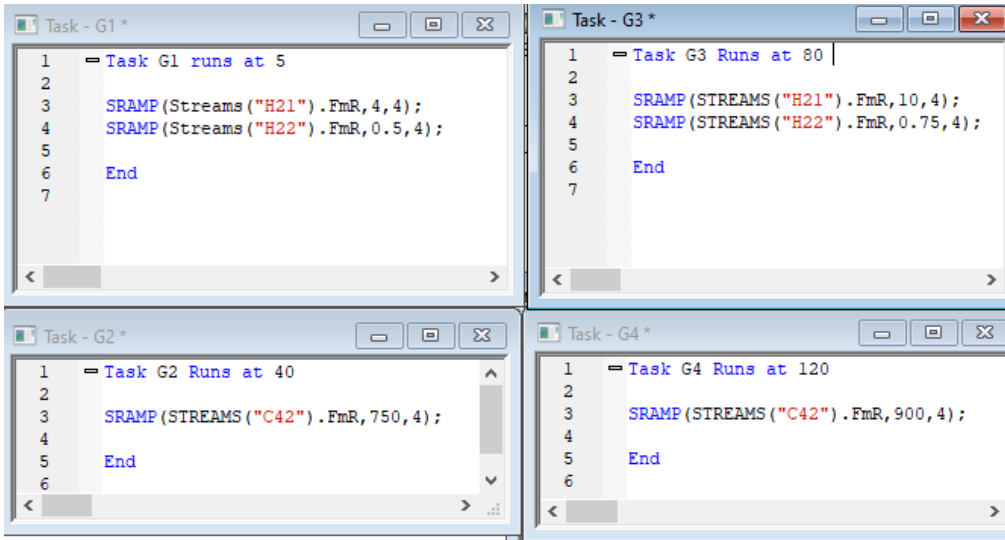 Task - G1 *
1 Task G1 runs at 5
2
3 SRAMP(Streams("H21").FmR,4,4);
4 SRAMP(Streams("H22").FmR,0.5,4);
5
6 End
7
Task - G3 *
1 Task G3 Runs at 80
2
3 SRAMP(STREAMS("H21").FmR,10,4);
4 SRAMP(STREAMS("H22").FmR,0.75,4);
5
6 End
7
Task - G2 *
1 Task G2 Runs at 40
2
3 SRAMP(STREAMS("C42").FmR,750,4);
4
5 End
6
Task - G4 *
1 Task G4 Runs at 120
2
3 SRAMP(STREAMS("C42").FmR,900,4);
4
5 End
6